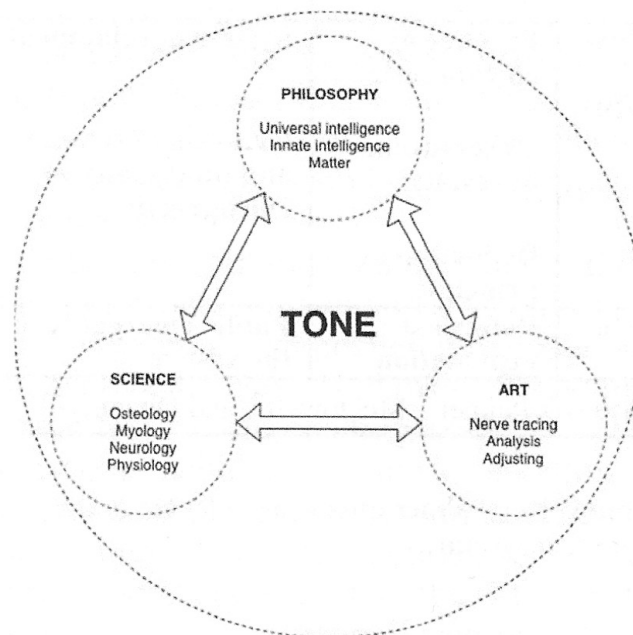 PHILOSOPHY
Universal intelligence
Innate intelligence
Matter
TONE
SCIENCE
Osteology
Myology
Neurology
Physiology
ART
Nerve tracing
Analysis
Adjusting